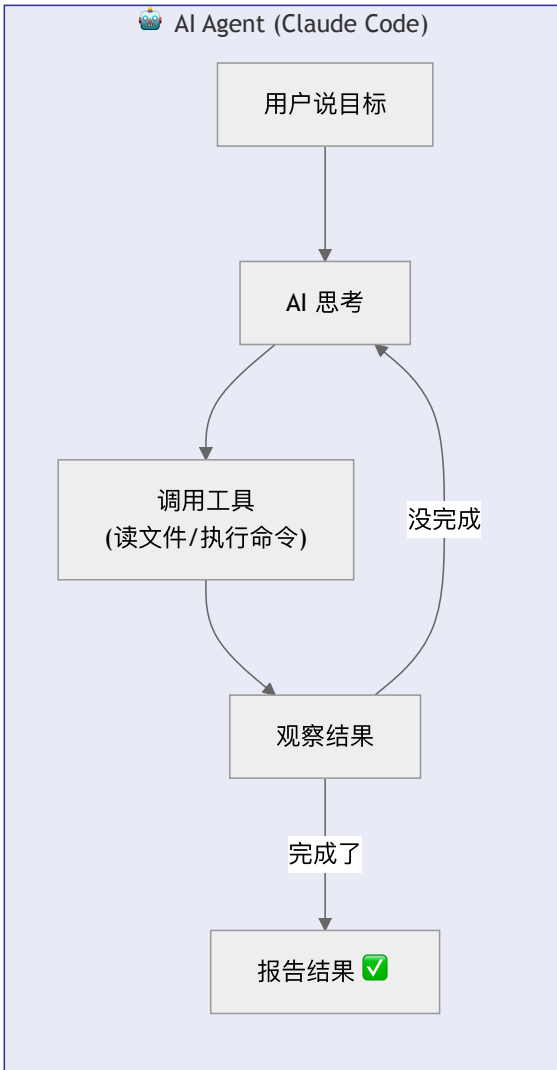 🤖 AI Agent (Claude Code)
用户说目标
AI 思考
调用工具
(读文件/执行命令)
没完成
观察结果
完成了
报告结果 ✅